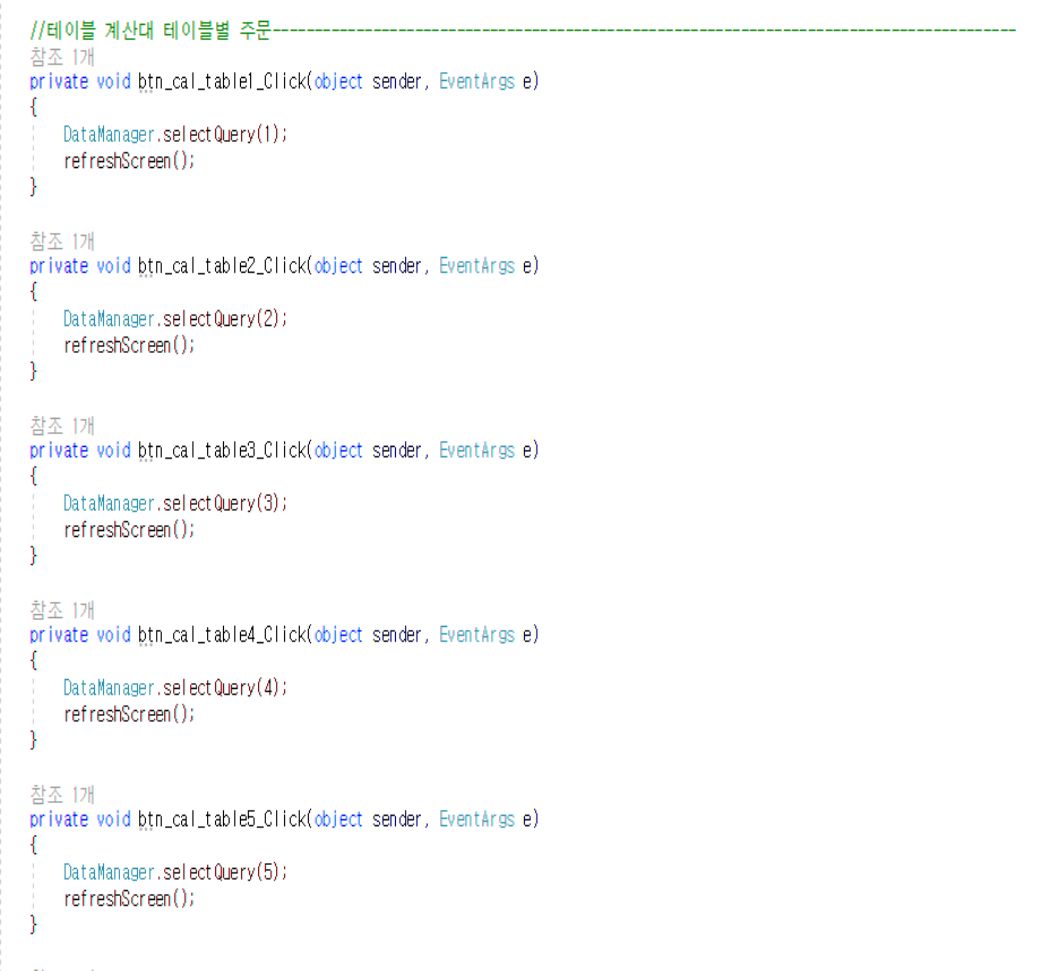 //테이블 계산대 테이블별 주문-----------------------------------------------------------------------------------------
참조 1개
private void btn_cal_table1_Click(object sender, EventArgs e)
{
DataManager.selectQuery(1);
refreshScreen();
}
참조 1개
private void btn_cal_table2_Click(object sender, EventArgs e)
{
DataManager.selectQuery(2);
refreshScreen();
}
참조 1개
private void btn_cal_table3_Click(object sender, EventArgs e)
{
DataManager.selectQuery(3);
refreshScreen();
}
참조 1개
private void btn_cal_table4_Click(object sender, EventArgs e)
{
DataManager.selectQuery(4);
refreshScreen();
}
참조 1개
private void btn_cal_table5_Click(object sender, EventArgs e)
{
DataManager.selectQuery(5);
refreshScreen();
}